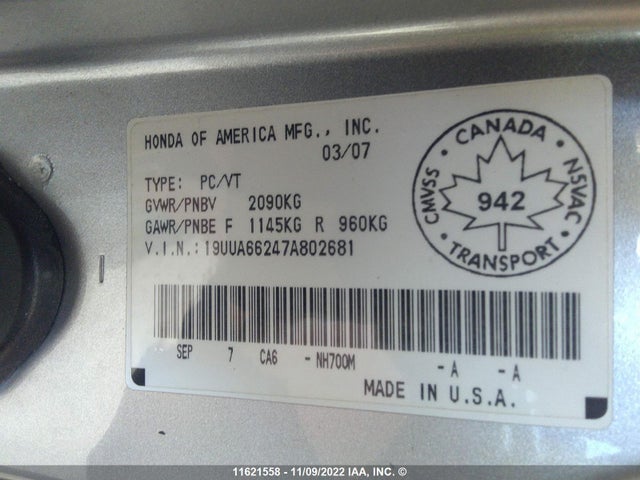 HONDA OF AMERICA MFG., INC.
03/07
TYPE: PC/VT
GVWR/PNBV 2090KG
GAWR/PNBE F 1145KG R 960KG
V.I.N.: 19UUA66247A802681
CANADA
CMVSS
942
NSVAC
TRANSPORT
SEP 7 CA6 -NH700M -A -A
MADE IN U.S.A.
11621558 - 11/09/2022 IAA, INC. ©